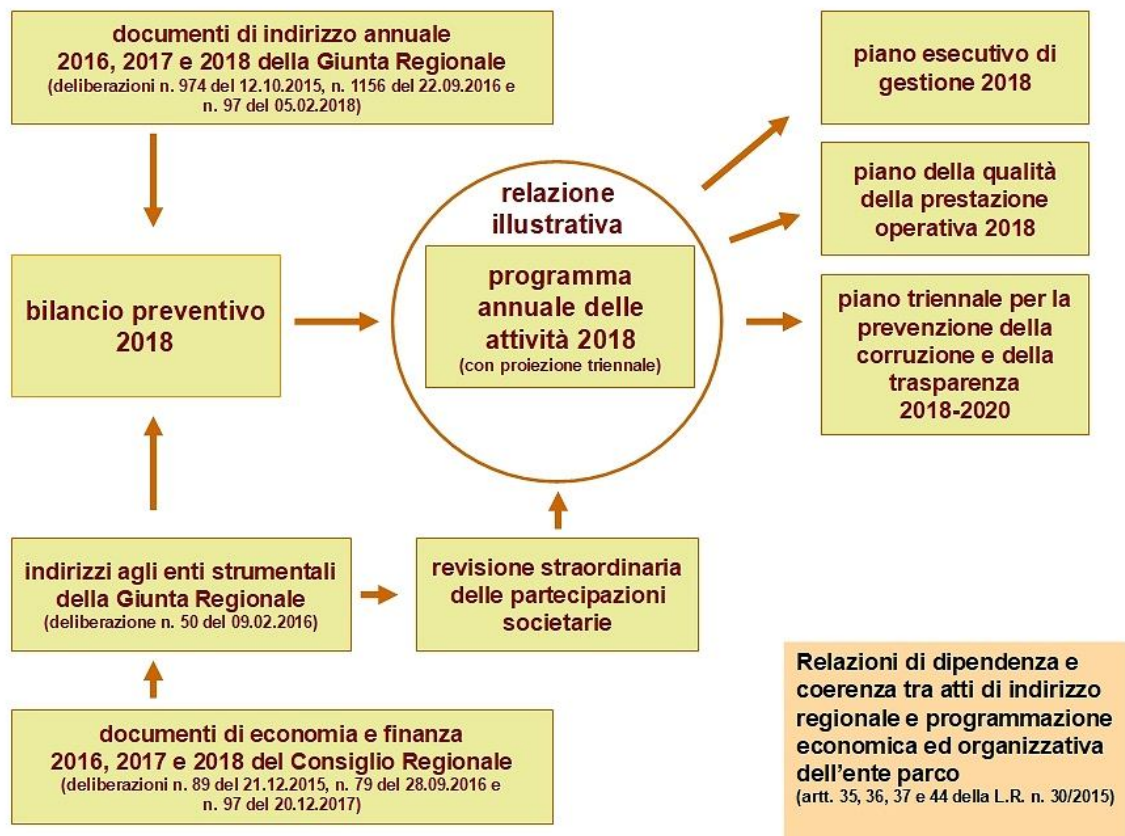 documenti di indirizzo annuale
2016, 2017 e 2018 della Giunta Regionale
(deliberazioni n. 974 del 12.10.2015, n. 1156 del 22.09.2016 e
n. 97 del 05.02.2018)
piano esecutivo di
gestione 2018
piano della qualità
della prestazione
operativa 2018
relazione
illustrativa
programma
annuale delle
attività 2018
(con proiezione triennale)
bilancio preventivo
2018
piano triennale per la
prevenzione della
corruzione e della
trasparenza
2018-2020
indirizzi agli enti strumentali
della Giunta Regionale
(deliberazione n. 50 del 09.02.2016)
revisione straordinaria
delle partecipazioni
societarie
documenti di economia e finanza
2016, 2017 e 2018 del Consiglio Regionale
(deliberazioni n. 89 del 21.12.2015, n. 79 del 28.09.2016 e
n. 97 del 20.12.2017)
Relazioni di dipendenza e
coerenza tra atti di indirizzo
regionale e programmazione
economica ed organizzativa
dell'ente parco
(artt. 35, 36, 37 e 44 della L.R. n. 30/2015)